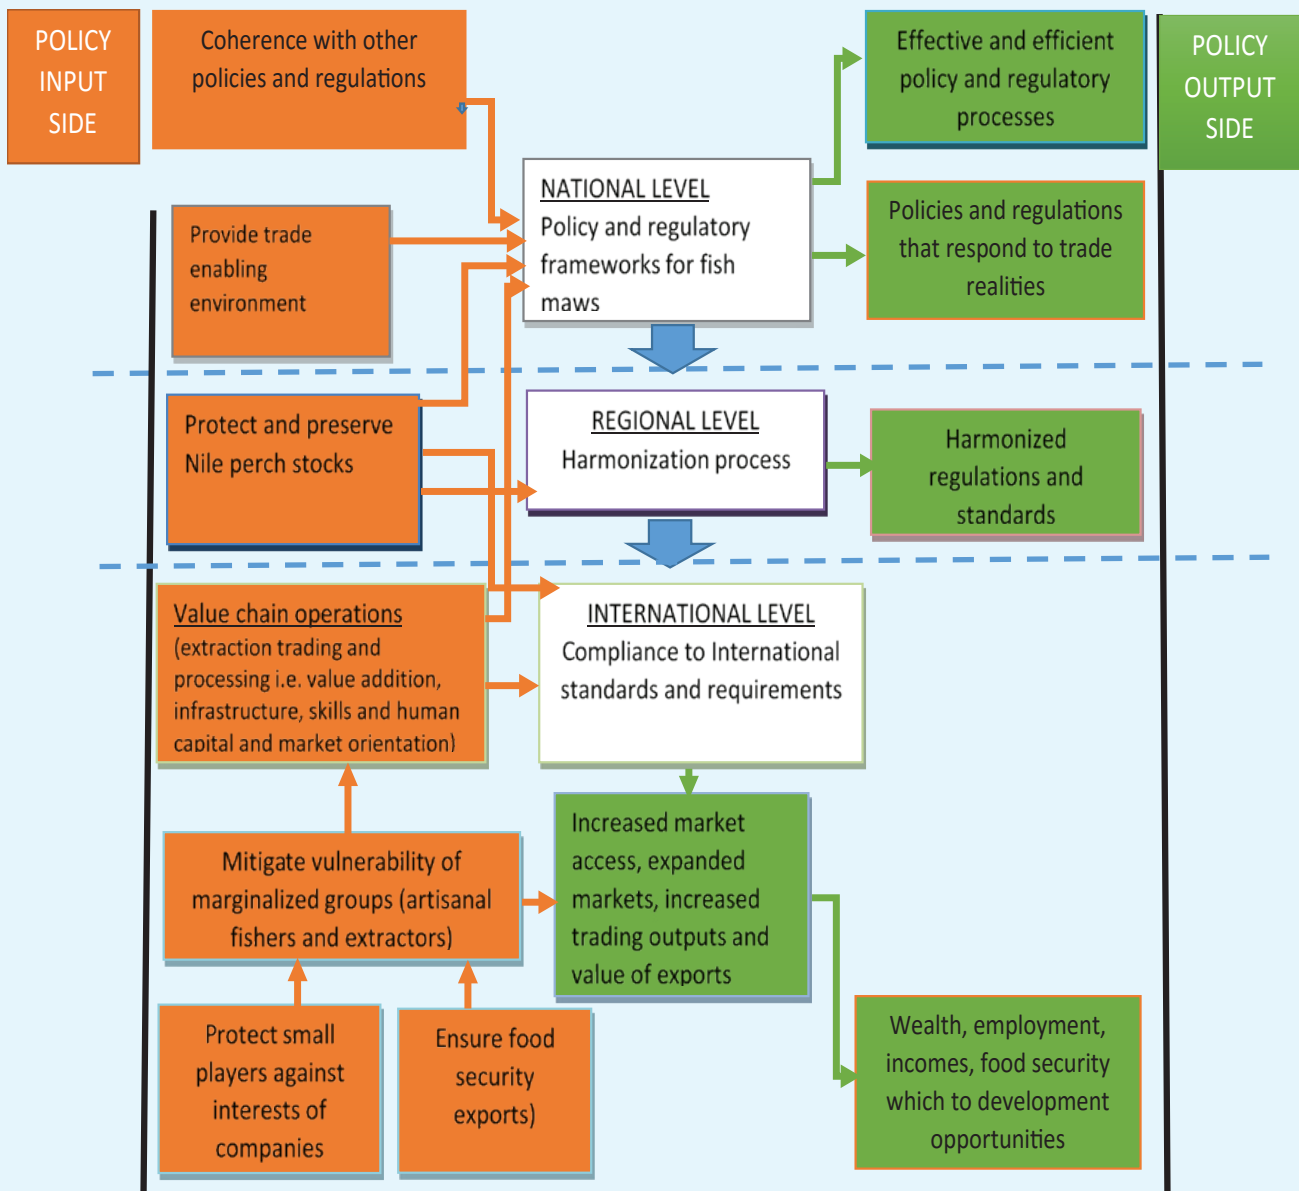 POLICY
INPUT
SIDE
Coherence with other
policies and regulations
Effective and efficient
policy and regulatory
processes
POLICY
OUTPUT
SIDE
NATIONAL LEVEL
Policy and regulatory
frameworks for fish
maws
Provide trade
enabling
environment
Policies and regulations
that respond to trade
realities
Protect and preserve
Nile perch stocks
REGIONAL LEVEL
Harmonization process
Harmonized
regulations and
standards
Value chain operations
(extraction trading and
processing i.e. value addition,
infrastructure, skills and human
capital and market orientation)
INTERNATIONAL LEVEL
Compliance to International
standards and requirements
Mitigate vulnerability of
marginalized groups (artisanal
fishers and extractors)
Increased market
access, expanded
markets, increased
trading outputs and
value of exports
Protect small
players against
interests of
companies
Ensure food
security
exports)
Wealth, employment,
incomes, food security
which to development
opportunities